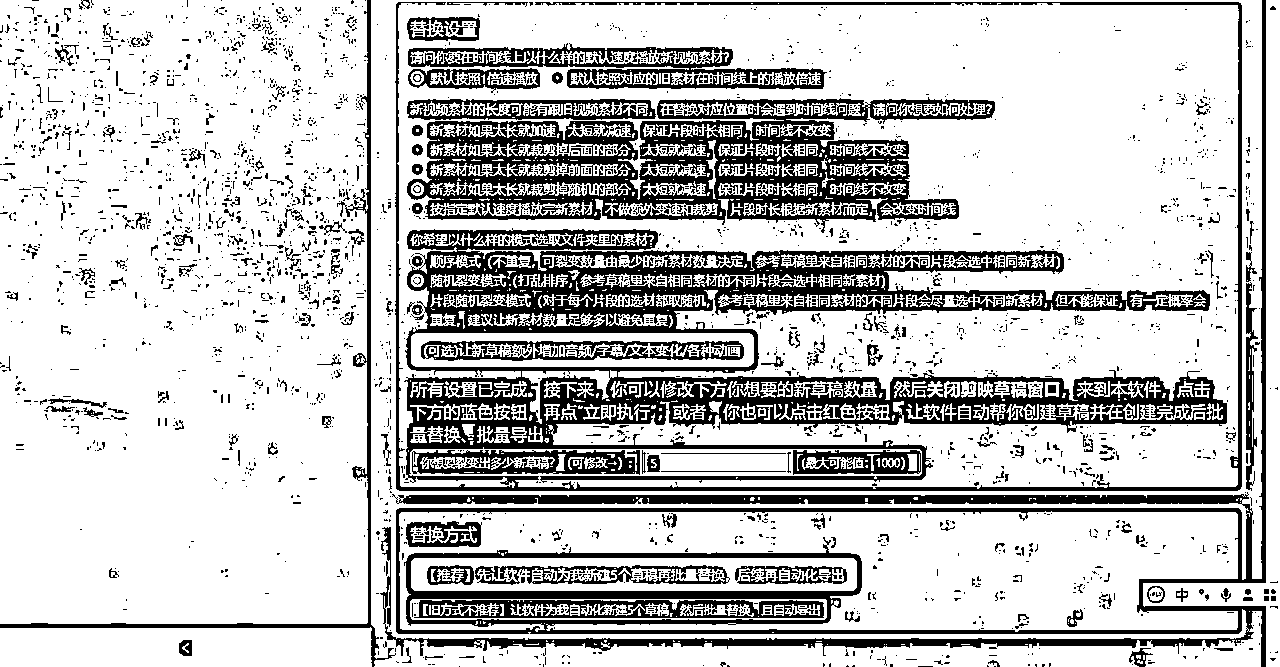 替换设置
请问你要在时间线上以什么样的默认速度播放新视频素材?
默认按照1倍速播放 默认按照对应的旧素材在时间线上的播放倍速
新视频素材的长度可能有跟旧视频素材不同，在替换对应位置时会遇到时间线问题，请问你想要如何处理?
新素材如果太长就加速，太短就减速，保证片段时长相同，时间线不改变
新素材如果太长就裁剪掉后面的部分，太短就减速，保证片段时长相同，时间线不改变
新素材如果太长就裁剪掉前面的部分，太短就减速，保证片段时长相同，时间线不改变
新素材如果太长就裁剪掉随机的部分，太短就减速，保证片段时长相同，时间线不改变
按指定默认速度播放完新素材，不做额外变速和裁剪，片段时长根据新素材而定，会改变时间线
你希望以什么样的模式选取文件夹里的素材?
顺序模式 (不重复，可裂变数量由最少的新素材数量决定，参考草稿里来自相同素材的不同片段会选中相同新素材)
随机裂变模式 (打乱排序，参考草稿里来自相同素材的不同片段会选中相同新素材)
片段随机裂变模式 (对于每个片段的选材都取随机，参考草稿里来自相同素材的不同片段会尽量选中不同新素材，但不能保证，有一定概率会
重复，建议让新素材数量足够多以避免重复)
(可选)让新草稿额外增加音频/字幕/文本变化/各种动画
所有设置已完成。接下来，你可以修改下方你想要的新草稿数量，然后关闭剪映草稿窗口，来到本软件，点击
下方的蓝色按钮，再点“立即执行”；或者，你也可以点击红色按钮，让软件自动帮你创建草稿并在创建完成后批
量替换、批量导出。
你想要裂变出多少新草稿? (可修改→)： 5 (最大可能值：1000)
替换方式
【推荐】先让软件自动为我新建5个草稿再批量替换，后续再自动化导出
【旧方式不推荐】让软件为我自动化新建5个草稿，然后批量替换，且自动导出
中